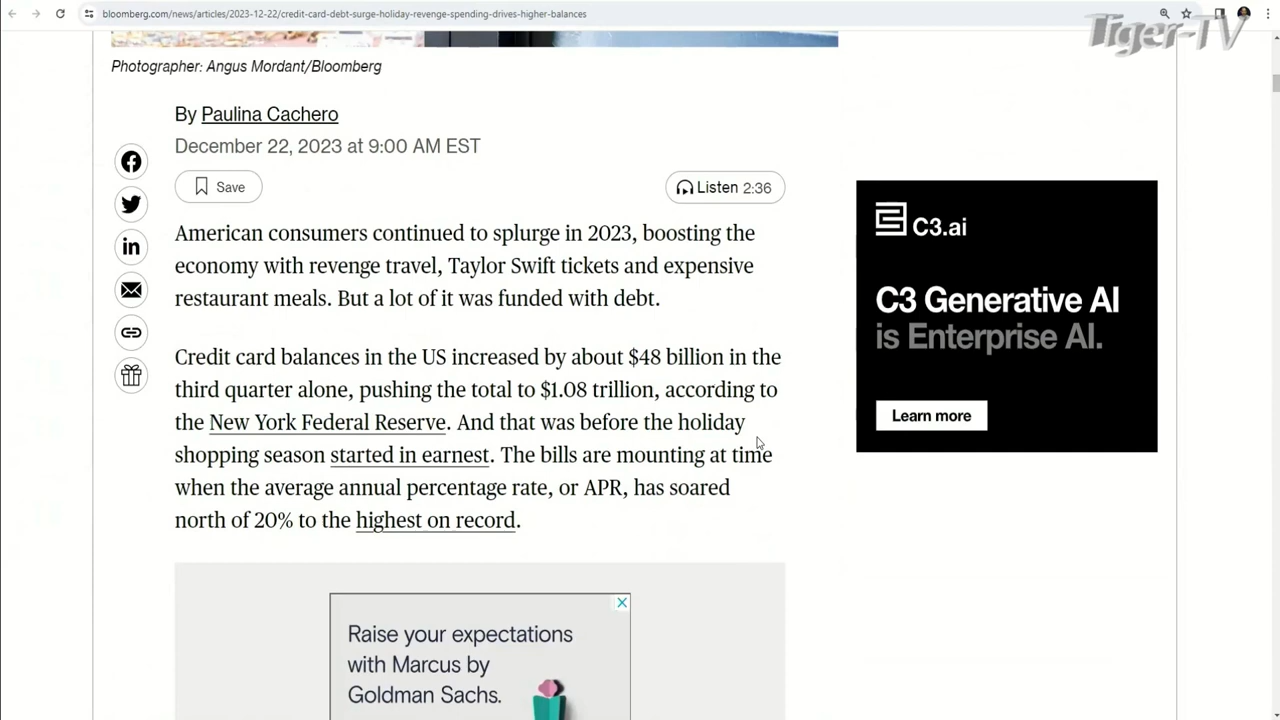 bloomberg.com/news/articles/2023-12-22/credit-card-debt-surge-holiday-revenge-spending-drives-higher-balances
Tiger-TV
Photographer: Angus Mordant/Bloomberg
By Paulina Cachero
December 22, 2023 at 9:00 AM EST
Save
Listen 2:36
American consumers continued to splurge in 2023, boosting the
economy with revenge travel, Taylor Swift tickets and expensive
restaurant meals. But a lot of it was funded with debt.
Credit card balances in the US increased by about $48 billion in the
third quarter alone, pushing the total to $1.08 trillion, according to
the New York Federal Reserve. And that was before the holiday
shopping season started in earnest. The bills are mounting at time
when the average annual percentage rate, or APR, has soared
north of 20% to the highest on record.
C3.ai
C3 Generative AI
is Enterprise AI.
Learn more
Raise your expectations
with Marcus by
Goldman Sachs.